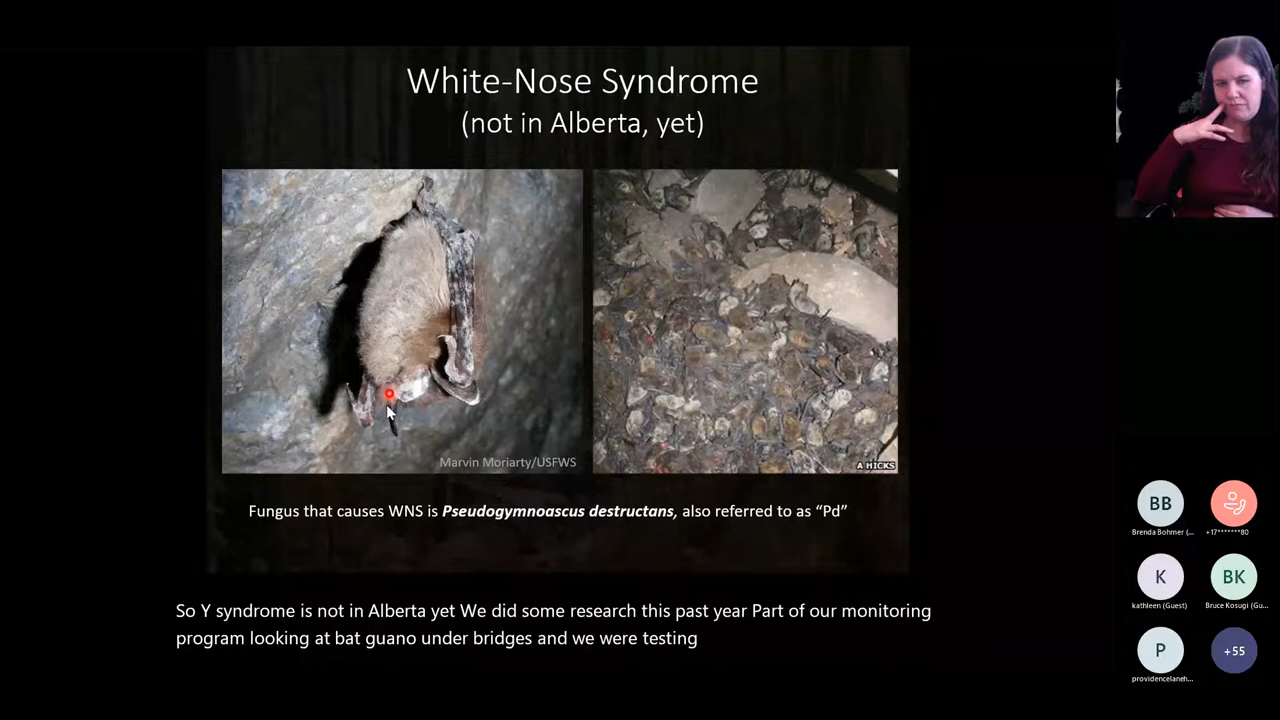 White-Nose Syndrome
(not in Alberta, yet)
Marvin Moriarty/USFWS
A HICKS
Fungus that causes WNS is Pseudogymnoascus destructans, also referred to as “Pd”
So Y syndrome is not in Alberta yet We did some research this past year Part of our monitoring
program looking at bat guano under bridges and we were testing
BB
Brenda Bohmer (...
+17*******80
K
kathleen (Guest)
BK
Bruce Kosugi (Gu...
P
providencelaneh...
+55